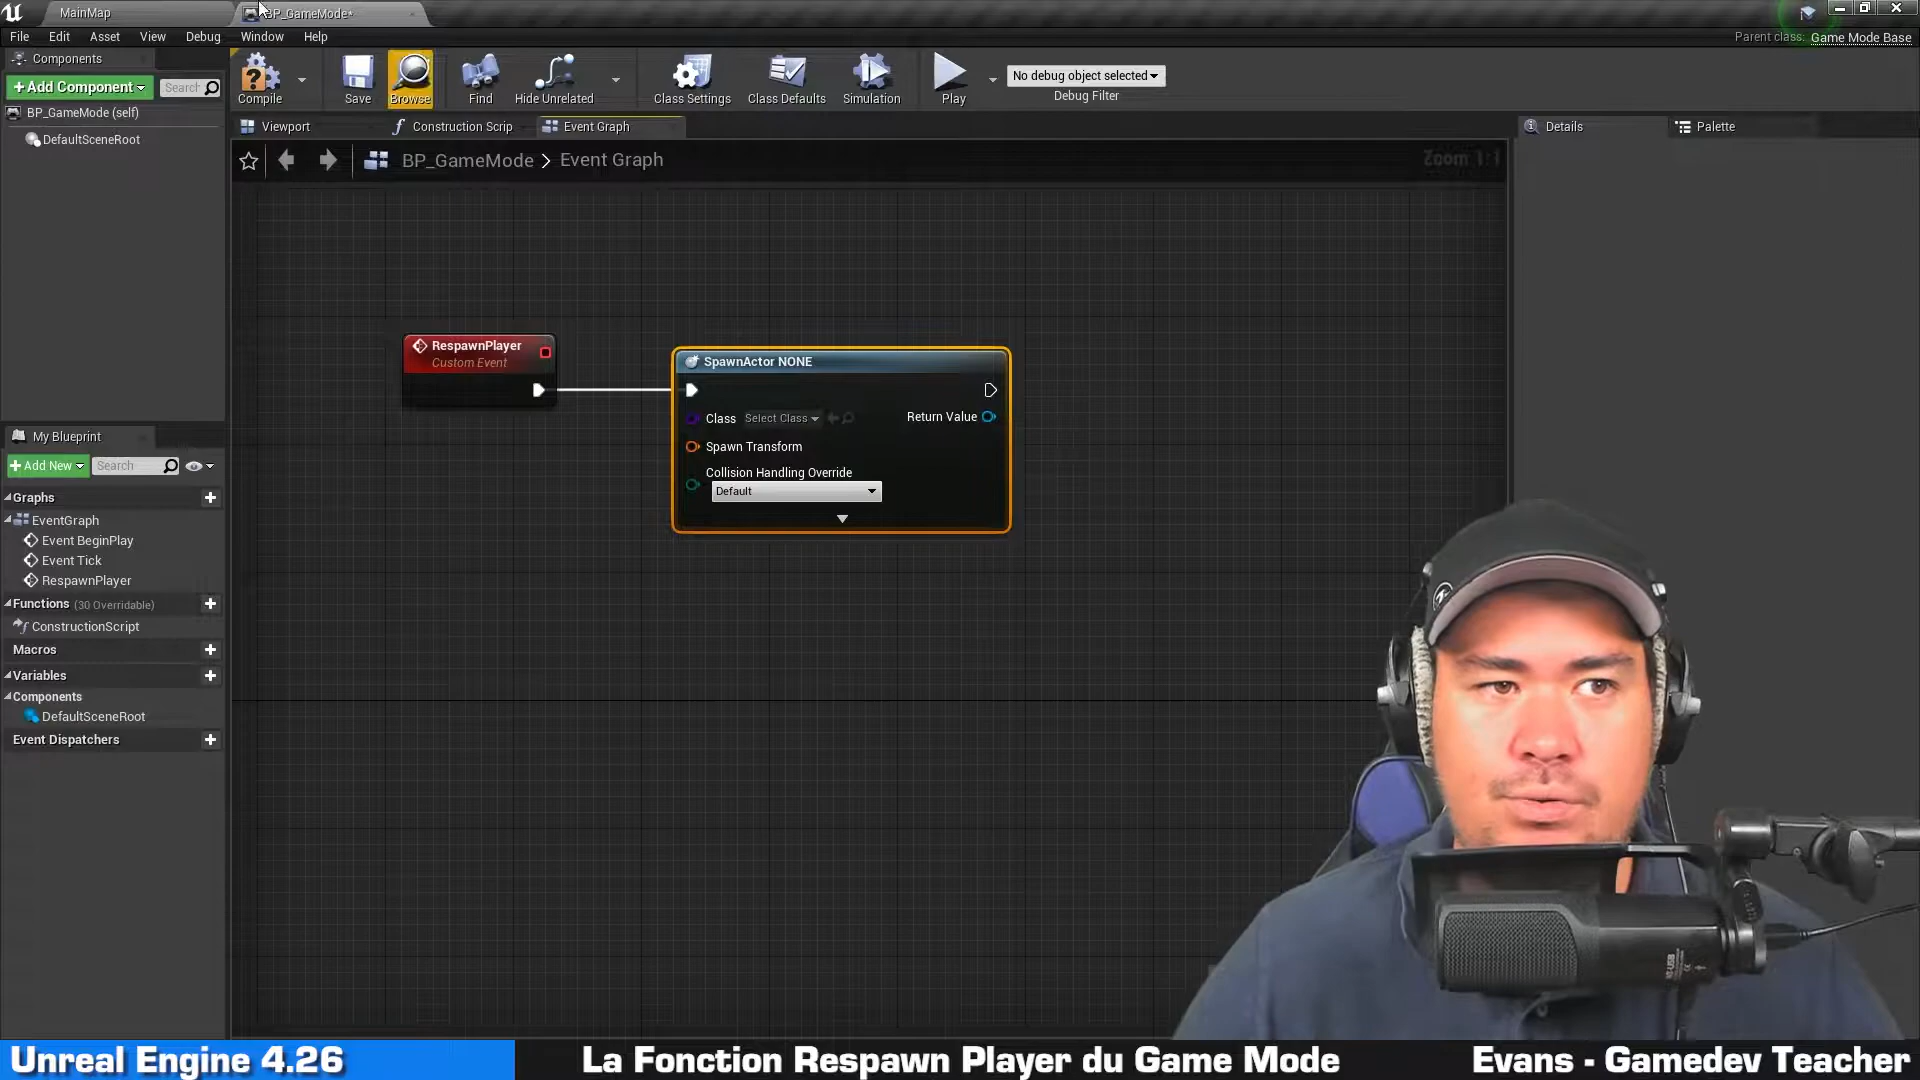 MainMap
BP_GameMode*
File Edit Asset View Debug Window Help
Parent class: Game Mode Base
Components
+Add Component
Search
BP_GameMode (self)
DefaultSceneRoot
Compile
Save
Browse
Find
Hide Unrelated
Class Settings
Class Defaults
Simulation
Play
No debug object selected
Debug Filter
Viewport
Construction Scrip
Event Graph
Details
Palette
BP_GameMode > Event Graph
Zoom 1:1
RespawnPlayer
Custom Event
SpawnActor NONE
Class Select Class
Return Value
Spawn Transform
Collision Handling Override
Default
My Blueprint
+Add New
Search
Graphs
EventGraph
Event BeginPlay
Event Tick
RespawnPlayer
Functions (30 Overridable)
ConstructionScript
Macros
Variables
Components
DefaultSceneRoot
Event Dispatchers
Unreal Engine 4.26
La Fonction Respawn Player du Game Mode
Evans - Gamedev Teacher